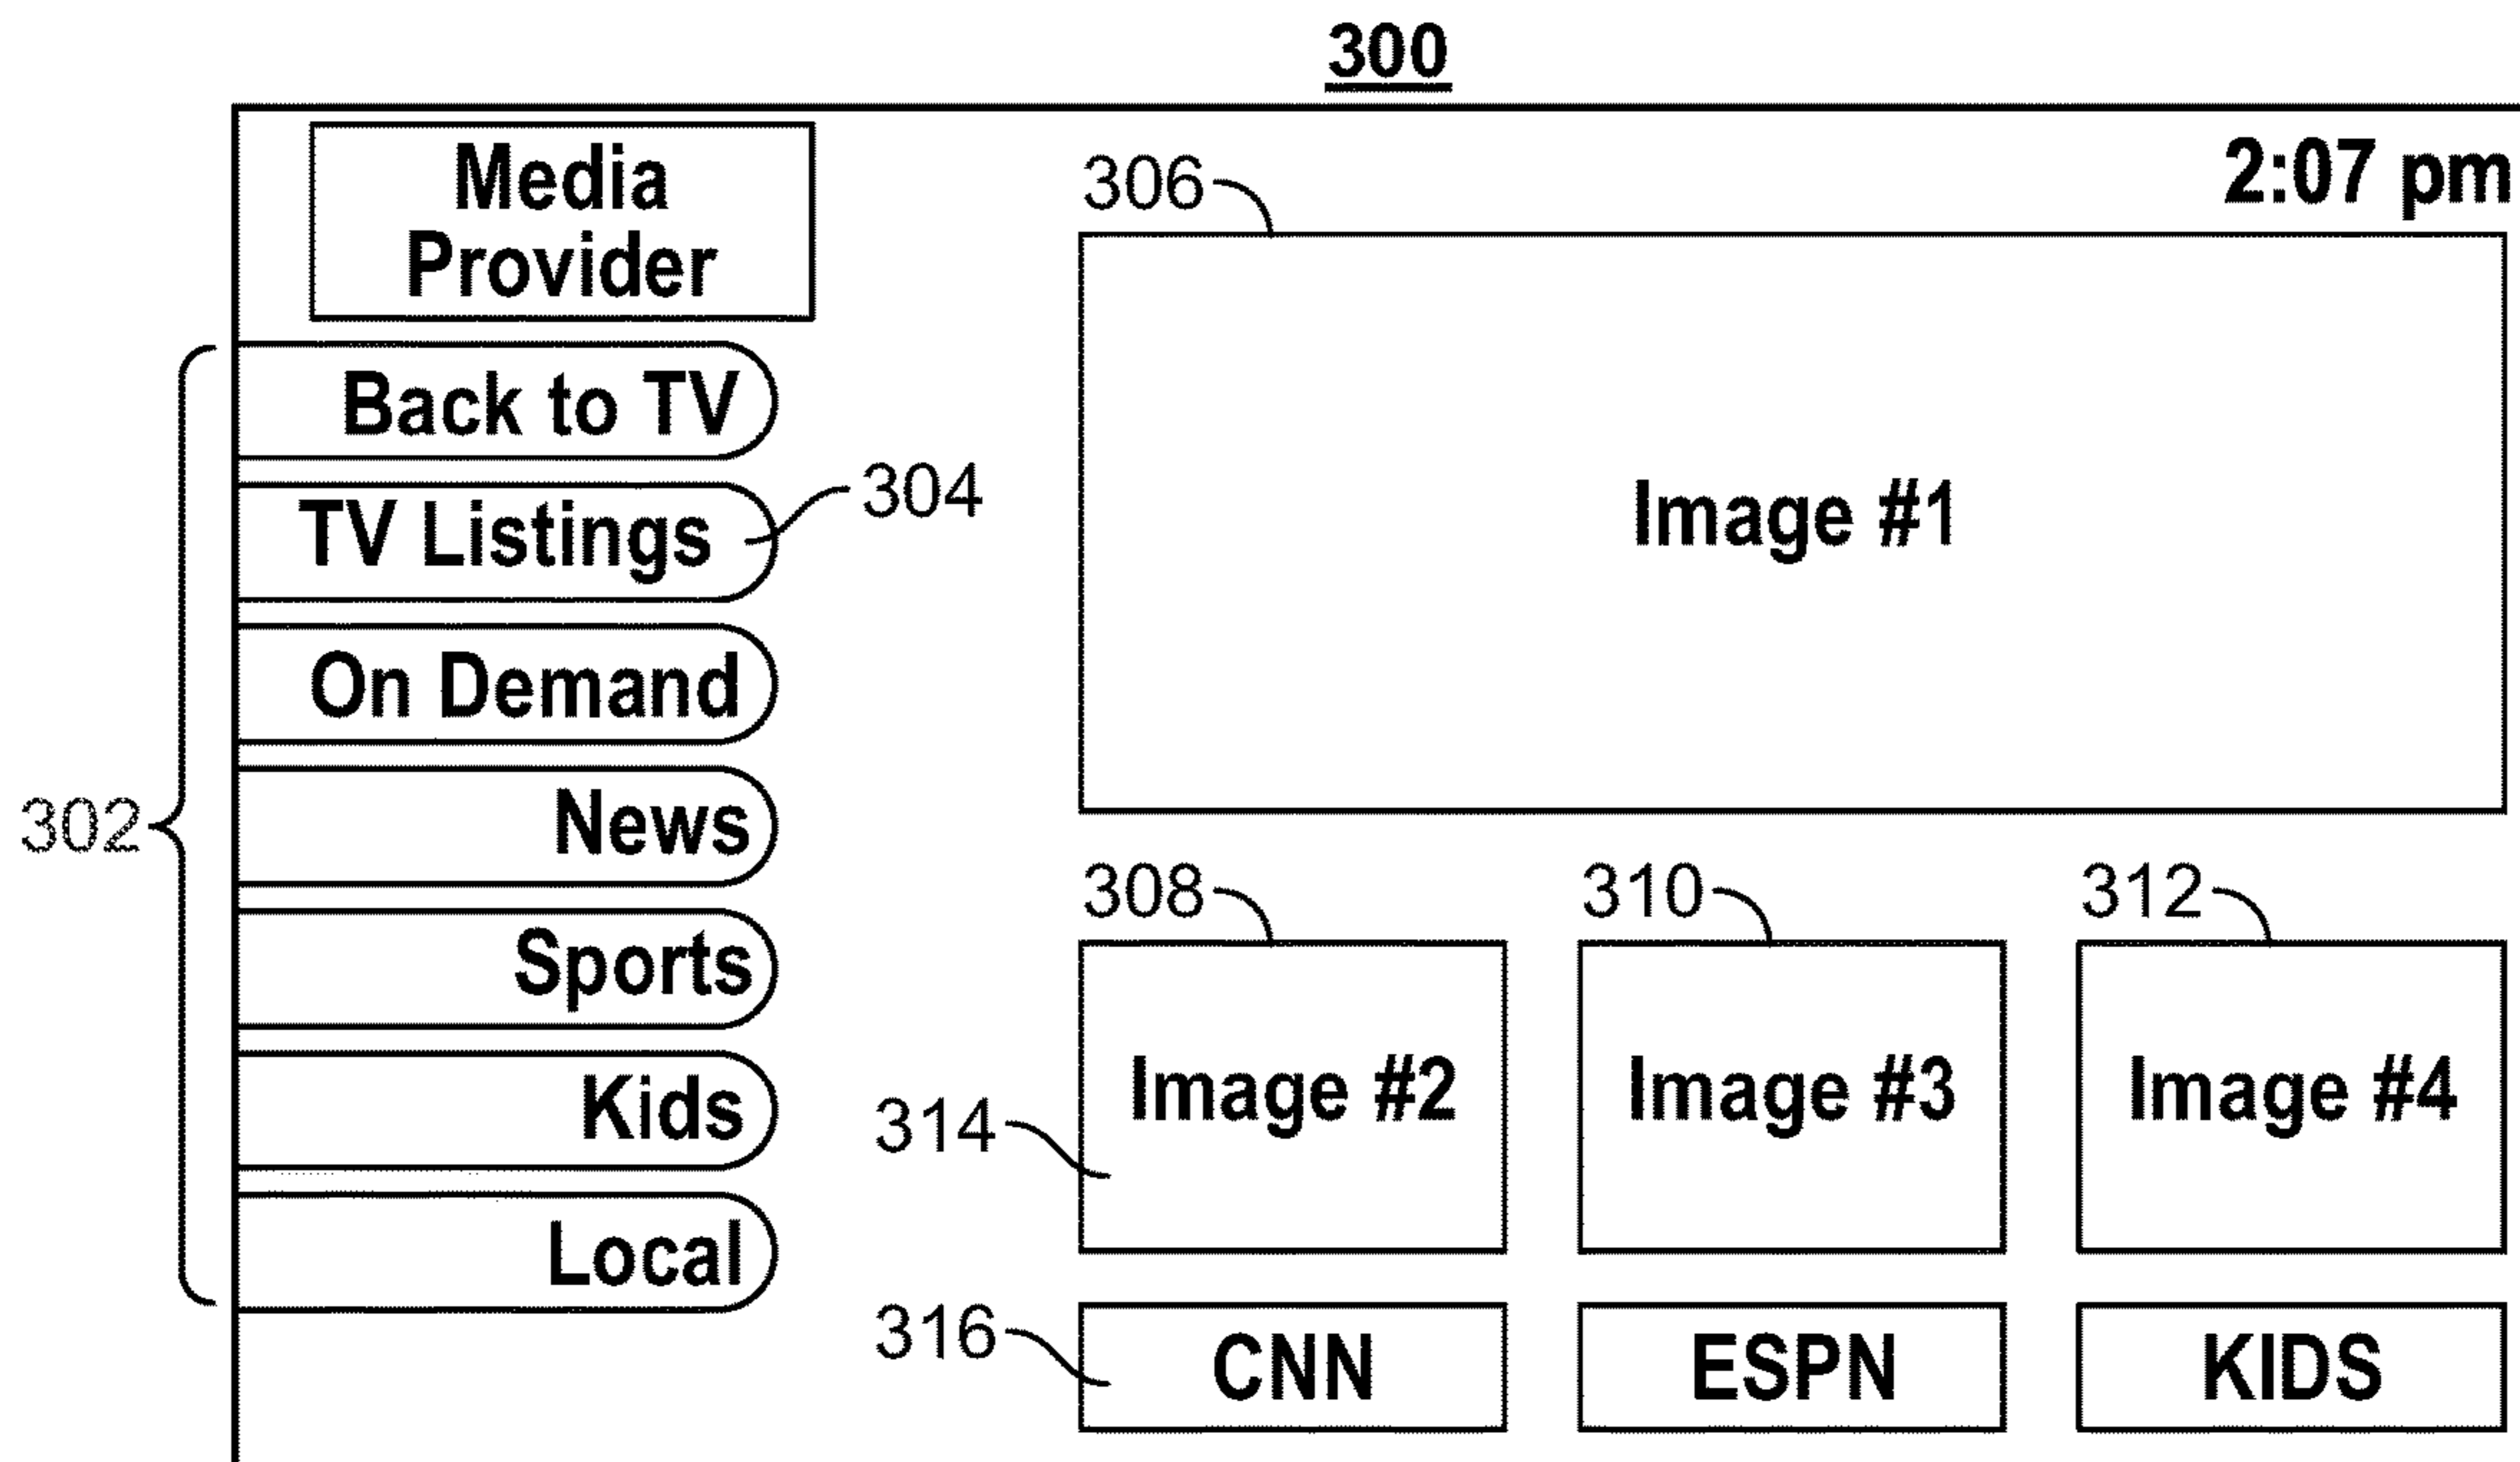 300
Media
Provider
2:07 pm
306
Back to TV
TV Listings
304
Image #1
On Demand
302
News
Sports
Kids
Local
308
310
312
Image #2
Image #3
Image #4
314
316
CNN
ESPN
KIDS